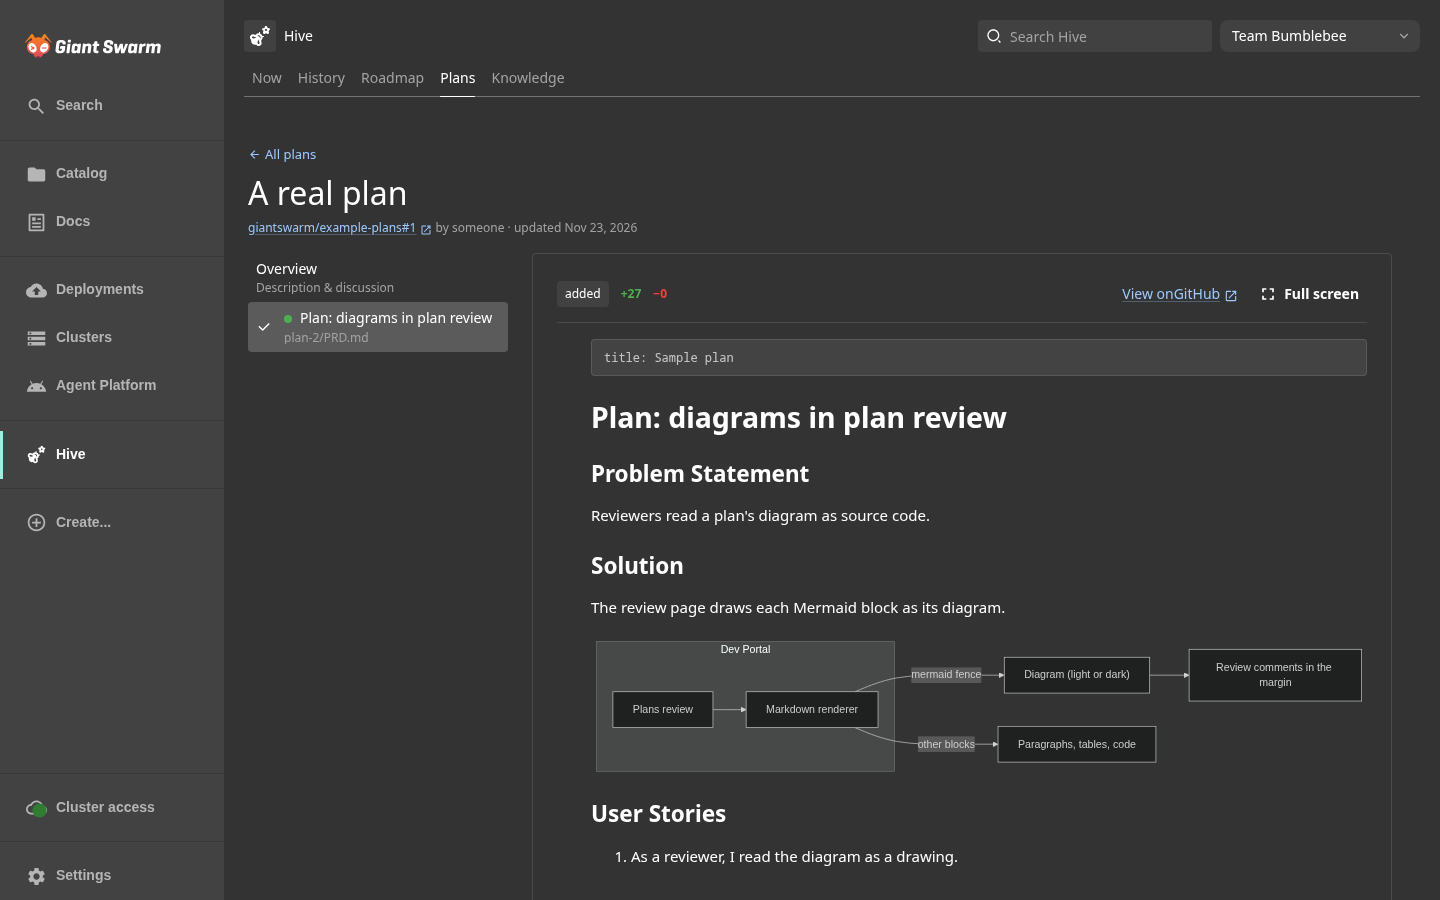 Giant Swarm
Search
Catalog
Docs
Deployments
Clusters
Agent Platform
Hive
Create...
Cluster access
Settings
Hive
Search Hive
Team Bumblebee
Now
History
Roadmap
Plans
Knowledge
← All plans
A real plan
giantswarm/example-plans#1 by someone · updated Nov 23, 2026
Overview
Description & discussion
Plan: diagrams in plan review
plan-2/PRD.md
added +27 −0
View onGitHub
Full screen
title: Sample plan
Plan: diagrams in plan review
Problem Statement
Reviewers read a plan's diagram as source code.
Solution
The review page draws each Mermaid block as its diagram.
Dev Portal
Plans review
Markdown renderer
mermaid fence
Diagram (light or dark)
Review comments in the
margin
other blocks
Paragraphs, tables, code
User Stories
1. As a reviewer, I read the diagram as a drawing.